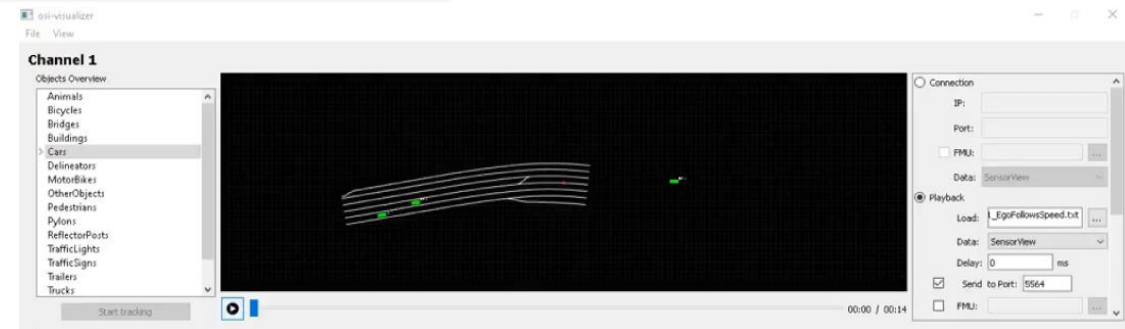 osi-visualizer
File View
Channel 1
Objects Overview
Animals
Bicycles
Bridges
Buildings
Cars
Delineators
MotorBikes
OtherObjects
Pedestrians
Pylons
ReflectorPosts
TrafficLights
TrafficSigns
Trailers
Trucks
Start tracking
00:00 / 00:14
Connection
IP:
Port:
FMU: ...
Data: SensorView
Playback
Load: _EgoFollowsSpeed.txt ...
Data: SensorView
Delay: 0 ms
Send to Port: 5564
FMU: ...